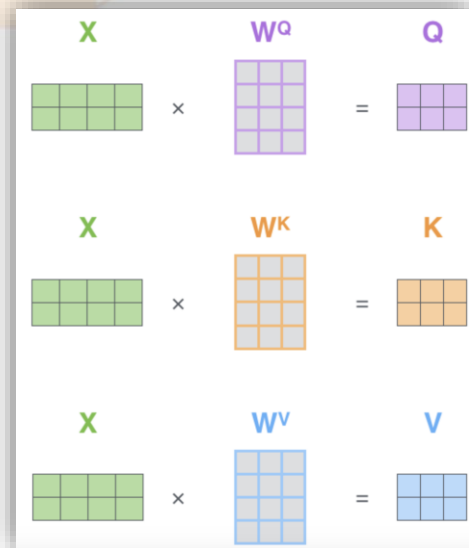 X W^Q Q
× =
X W^K K
× =
X W^V V
× =